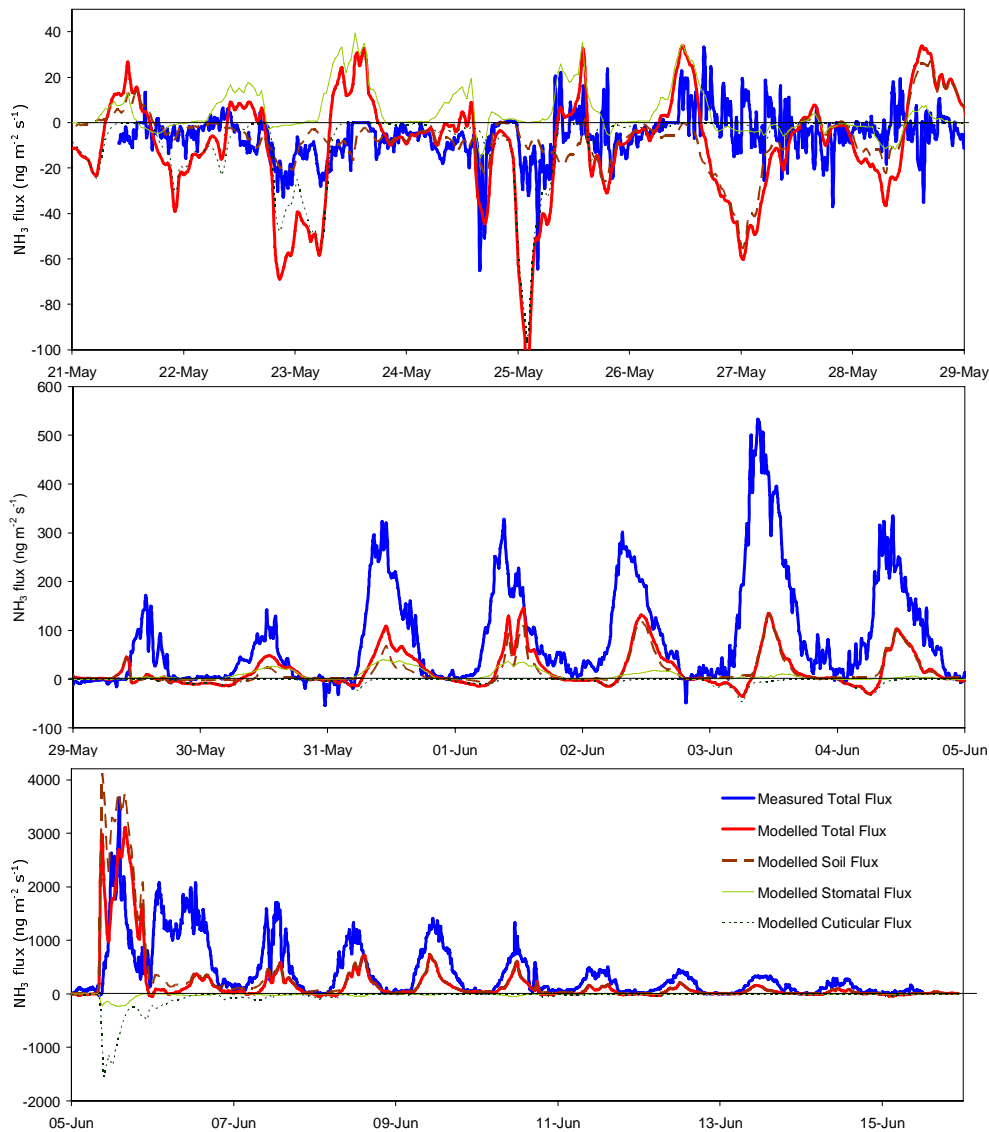 40
20
0
-20
-40
-60
-80
-100
NH3 flux (ng m-2 s-1)
21-May 22-May 23-May 24-May 25-May 26-May 27-May 28-May 29-May
600
500
400
300
200
100
0
-100
NH3 flux (ng m-2 s-1)
29-May 30-May 31-May 01-Jun 02-Jun 03-Jun 04-Jun 05-Jun
4000
3000
2000
1000
0
-1000
-2000
NH3 flux (ng m-2 s-1)
Measured Total Flux
Modelled Total Flux
Modelled Soil Flux
Modelled Stomatal Flux
Modelled Cuticular Flux
05-Jun 07-Jun 09-Jun 11-Jun 13-Jun 15-Jun